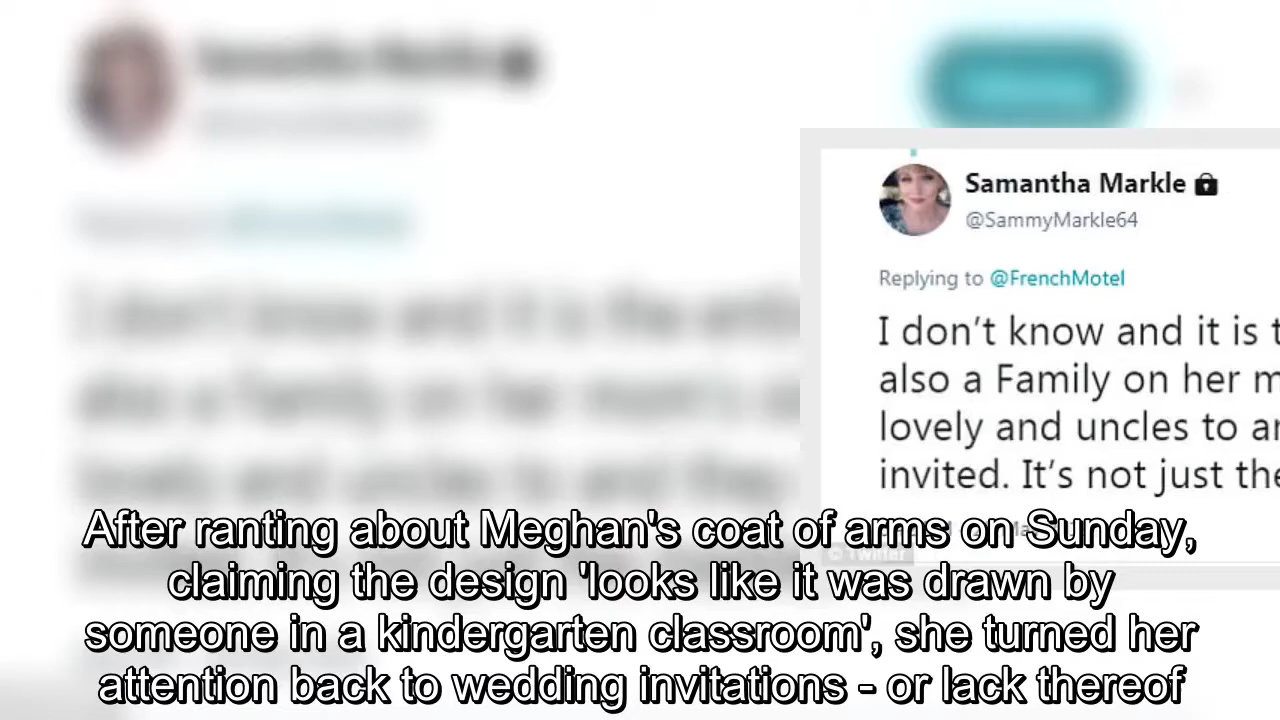 Samantha Markle
@SammyMarkle64
Replying to @FrenchMotel
I don’t know and it is
also a Family on her
lovely and uncles to
invited. It’s not just
© Twitter
After ranting about Meghan's coat of arms on Sunday,
claiming the design 'looks like it was drawn by
someone in a kindergarten classroom', she turned her
attention back to wedding invitations - or lack thereof